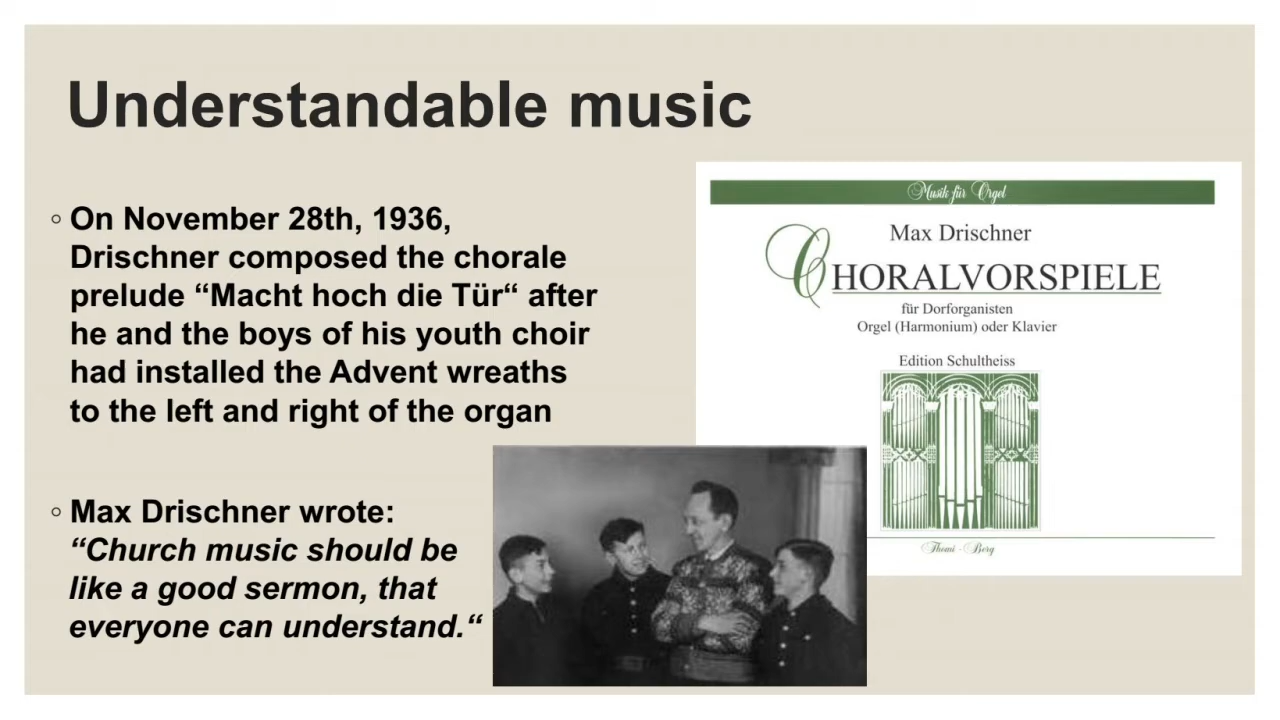 Understandable music
◦ On November 28th, 1936,
Drischner composed the chorale
prelude “Macht hoch die Tür“ after
he and the boys of his youth choir
had installed the Advent wreaths
to the left and right of the organ
◦ Max Drischner wrote:
“Church music should be
like a good sermon, that
everyone can understand.“
Musik für Orgel
Max Drischner
CHORALVORSPIELE
für Dorforganisten
Orgel (Harmonium) oder Klavier
Edition Schultheiss
Thomi - Berg